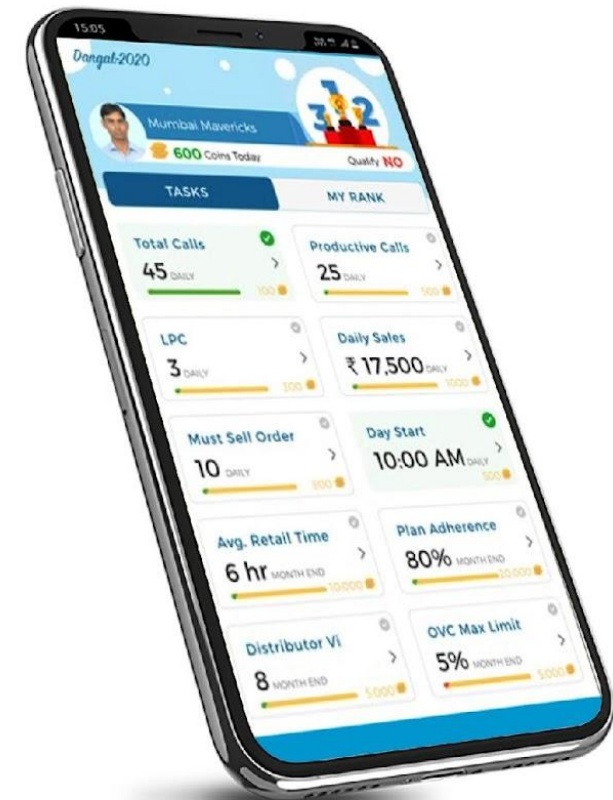 15:05
Dangal-2020
Mumbai Mavericks
600 Coins Today
Qualify NO
1
3
2
TASKS
MY RANK
Total Calls
45 DAILY
100
Productive Calls
25 DAILY
500
LPC
3 DAILY
300
Daily Sales
₹ 17,500 DAILY
1000
Must Sell Order
10 DAILY
800
Day Start
10:00 AM DAILY
500
Avg. Retail Time
6 hr MONTH END
10,000
Plan Adherence
80% MONTH END
10,000
Distributor Vi
8 MONTH END
5,000
OVC Max Limit
5% MONTH END
5,000